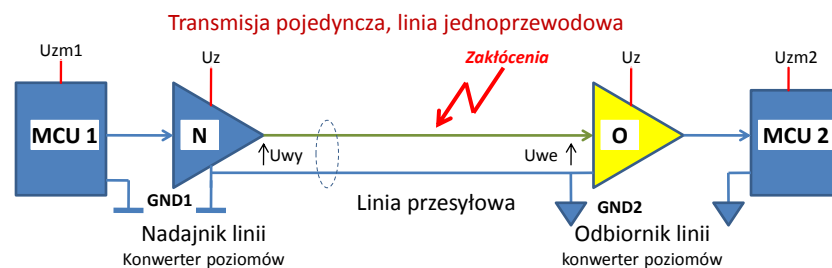 Transmisja pojedyncza, linia jednoprzewodowa
Uzm1
Uz
Zakłócenia
Uz
Uzm2
MCU 1
N
O
MCU 2
Uwy
Uwe
GND1
Linia przesyłowa
GND2
Nadajnik linii
Odbiornik linii
Konwerter poziomów
konwerter poziomów